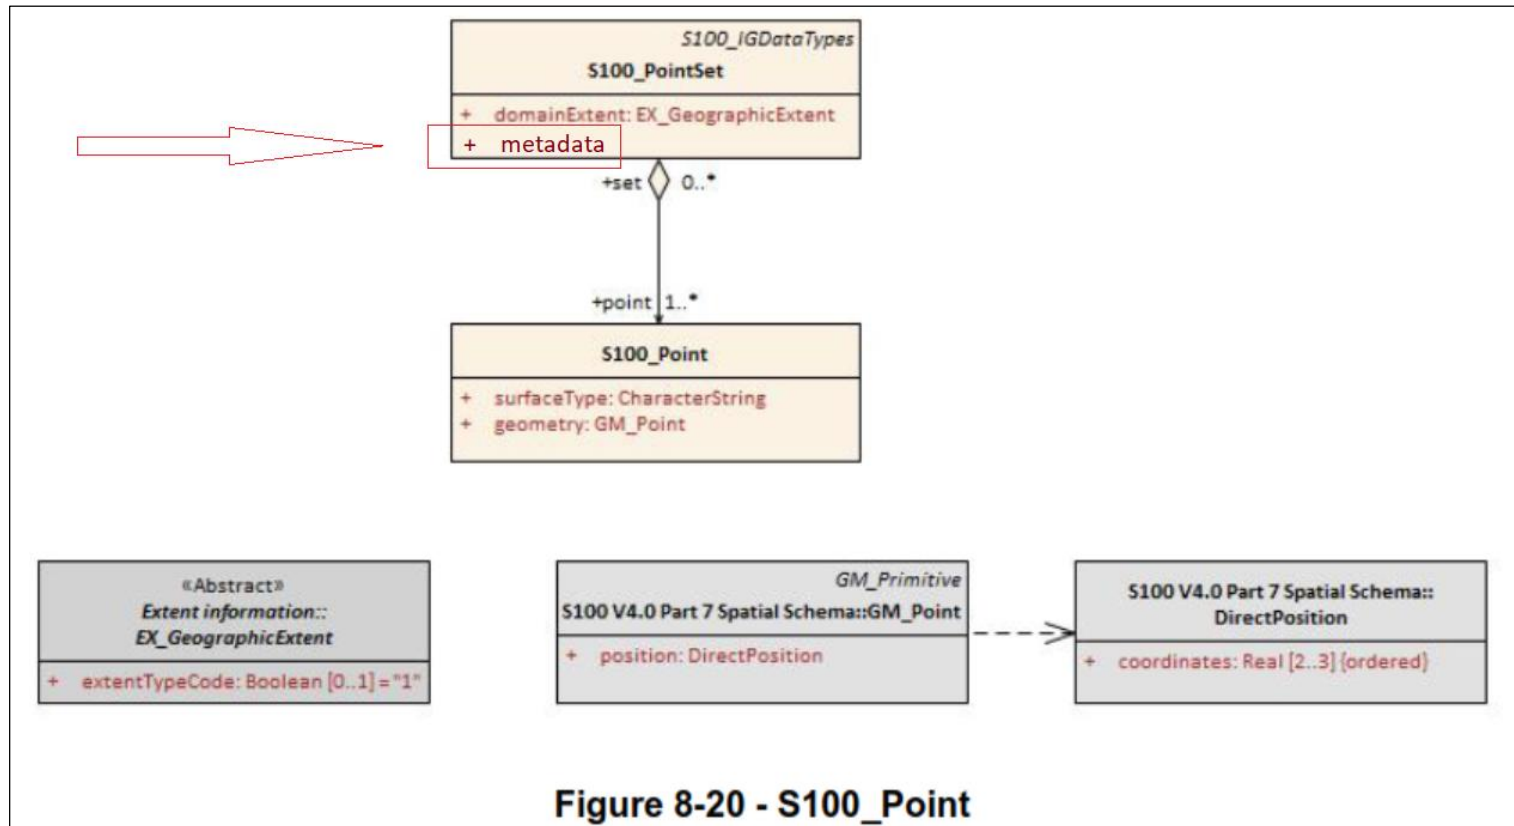 S100_IGDataTypes
S100_PointSet
+ domainExtent: EX_GeographicExtent
+ metadata
+set 0..*
+point 1..*
S100_Point
+ surfaceType: CharacterString
+ geometry: GM_Point
«Abstract»
Extent information::
EX_GeographicExtent
+ extentTypeCode: Boolean [0..1] = "1"
GM_Primitive
S100 V4.0 Part 7 Spatial Schema::GM_Point
+ position: DirectPosition
S100 V4.0 Part 7 Spatial Schema::
DirectPosition
+ coordinates: Real [2..3] {ordered}
Figure 8-20 - S100_Point